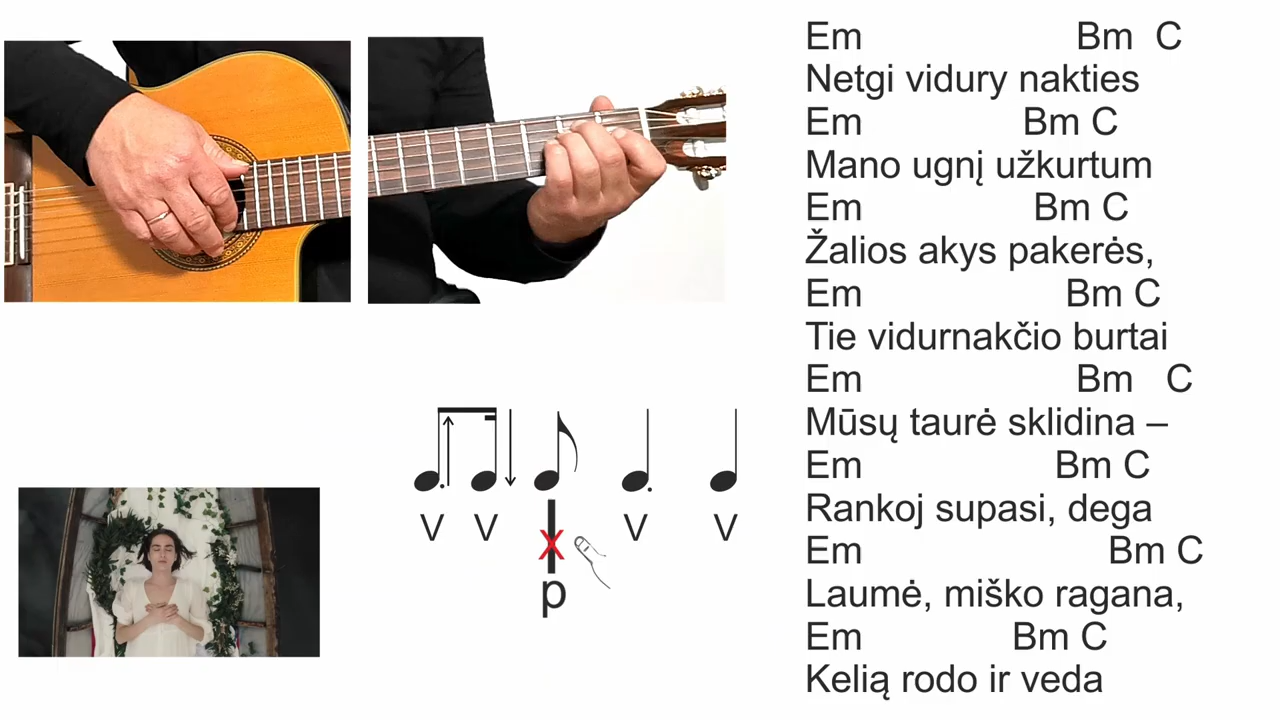 Em Bm C
Netgi vidury nakties
Em Bm C
Mano ugnį užkurtum
Em Bm C
Žalios akys pakerės,
Em Bm C
Tie vidurnakčio burtai
Em Bm C
Mūsų taurė sklidina –
Em Bm C
Rankoj supasi, dega
Em Bm C
Laumė, miško ragana,
Em Bm C
Kelią rodo ir veda
V V X V V
p